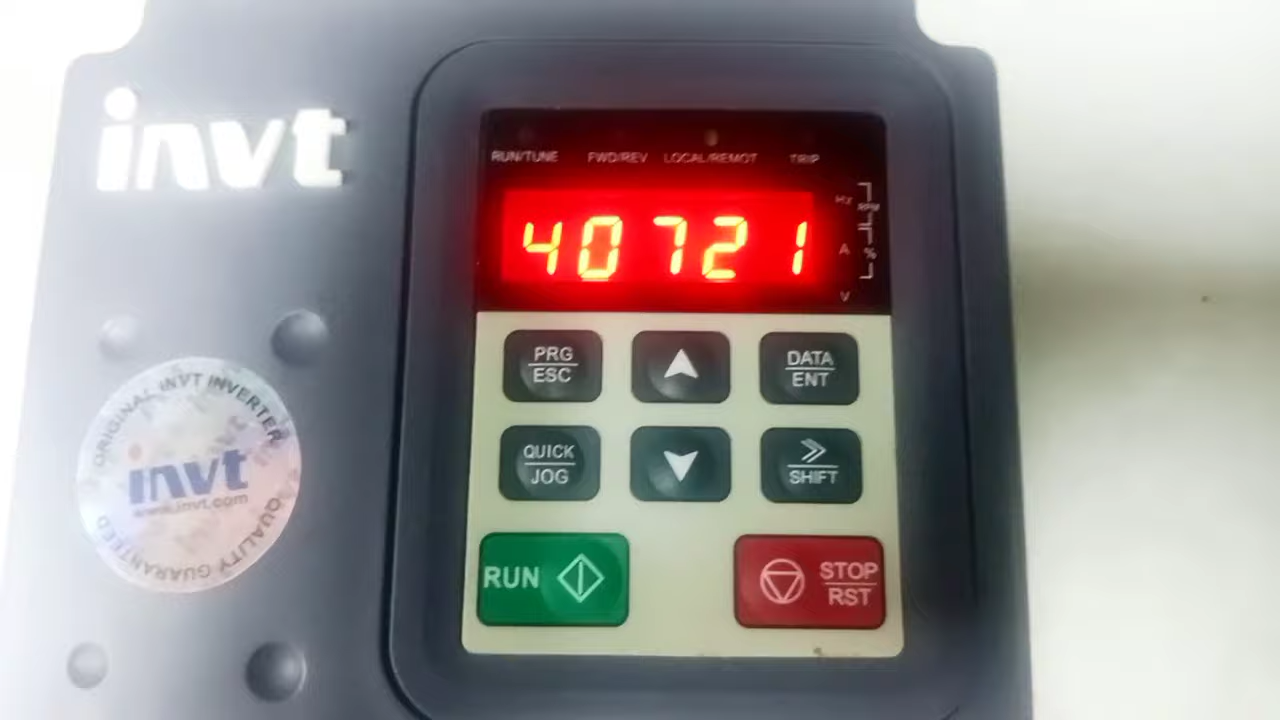 invt
RUN/TUNE FWD/REV LOCAL/REMOT TRIP
40721
Hz
RPM
A
%
V
PRG
ESC
DATA
ENT
QUICK
JOG
SHIFT
RUN
STOP
RST
ORIGINAL INVT INVERTER
invt
www.invt.com
QUALITY GUARANTEED